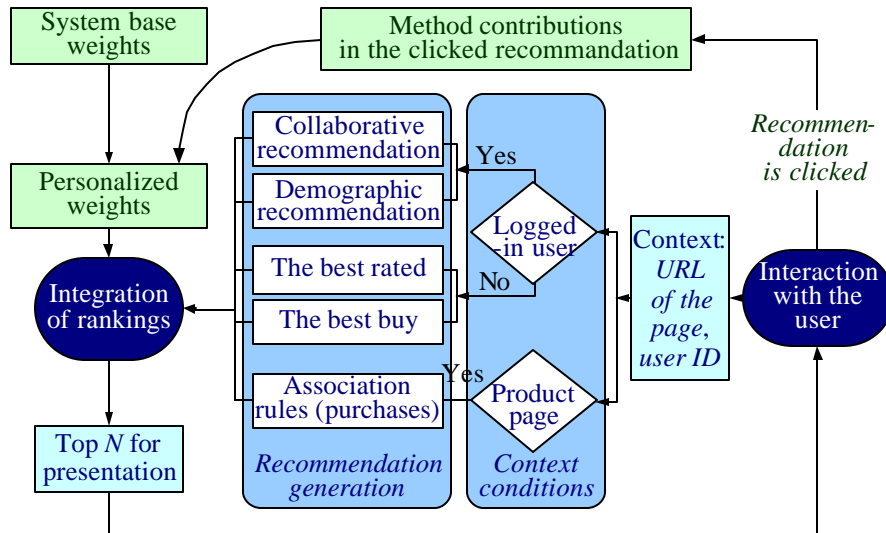 System base
weights
Method contributions
in the clicked recommandation
Personalized
weights
Integration
of rankings
Top N for
presentation
Collaborative
recommendation
Demographic
recommendation
The best rated
The best buy
Association
rules (purchases)
Recommendation
generation
Yes
No
Yes
Logged
-in user
Product
page
Context
conditions
Context:
URL
of the
page,
user ID
Recommen-
dation
is clicked
Interaction
with the
user